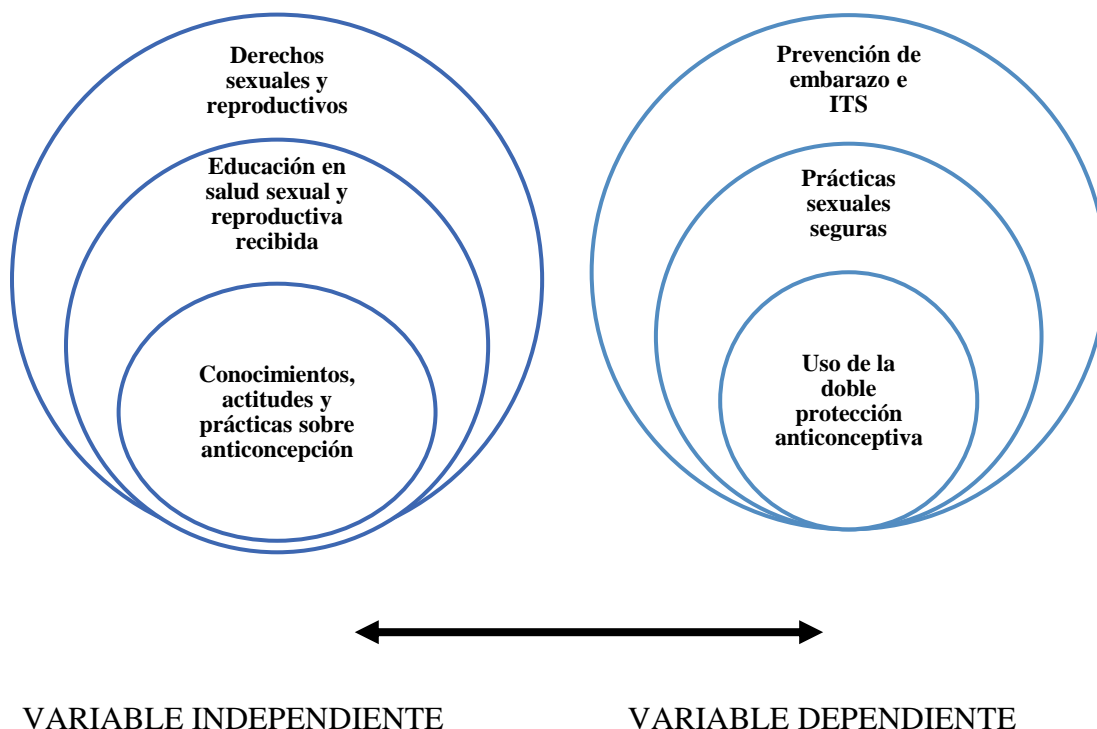 Derechos
sexuales y
reproductivos
Educación en
salud sexual y
reproductiva
recibida
Conocimientos,
actitudes y
prácticas sobre
anticoncepción
Prevención de
embarazo e
ITS
Prácticas
sexuales
seguras
Uso de la
doble
protección
anticonceptiva
VARIABLE INDEPENDIENTE
VARIABLE DEPENDIENTE